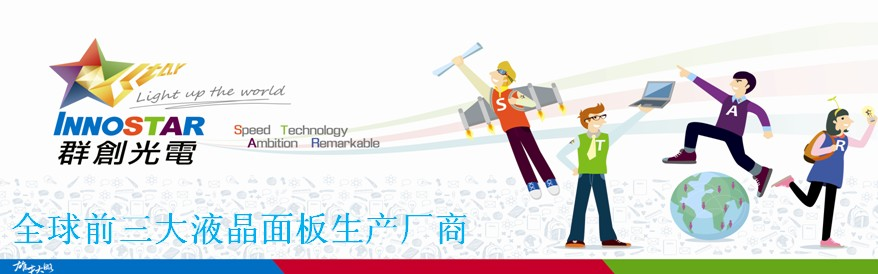 Star
Light up the world
INNOSTAR
群創光電
Speed Technology
Ambition Remarkable
S
T
A
R
全球前三大液晶面板生产厂商